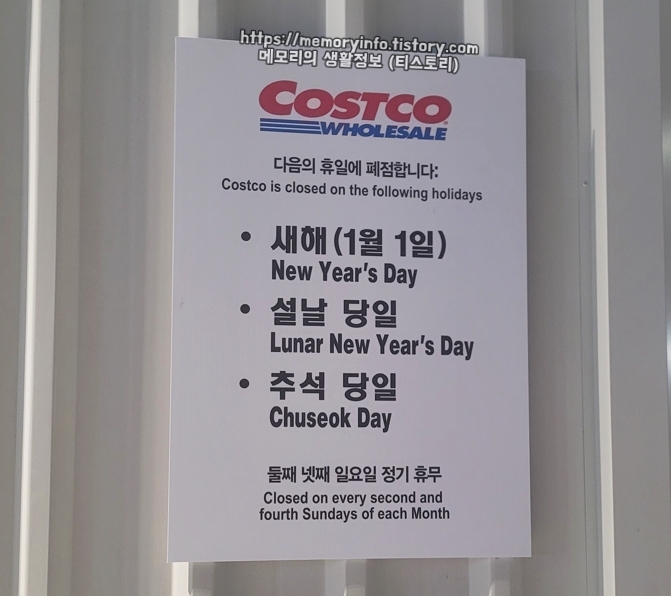 https://memoryinfo.tistory.com
메모리의 생활정보 (티스토리)
COSTCO
WHOLESALE
다음의 휴일에 폐점합니다:
Costco is closed on the following holidays
• 새해 (1월 1일)
New Year's Day
• 설날 당일
Lunar New Year's Day
• 추석 당일
Chuseok Day
둘째 넷째 일요일 정기 휴무
Closed on every second and
fourth Sundays of each Month